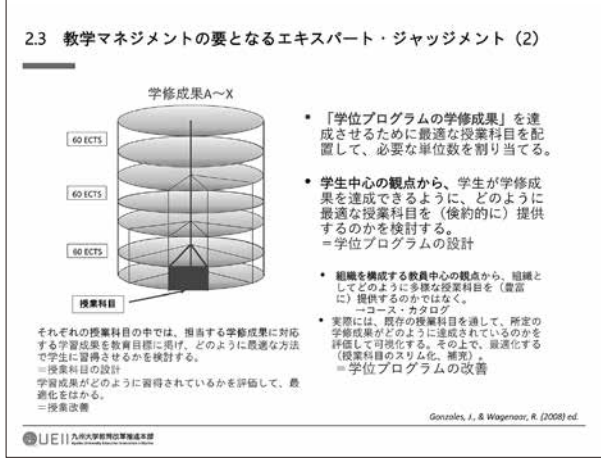 2.3 教学マネジメントの要となるエキスパート・ジャッジメント（2）
学修成果A～X
60 ECTS
60 ECTS
60 ECTS
授業科目
それぞれの授業科目の中では、担当する学修成果に対応
する学習成果を教育目標に掲げ、どのように最適な方法
で学生に習得させるかを検討する。
＝授業科目の設計
学習成果がどのように習得されているかを評価して、最
適化をはかる。
＝授業改善
• 「学位プログラムの学修成果」を達
成させるために最適な授業科目を配
置して、必要な単位数を割り当てる。
• 学生中心の観点から、学生が学修成
果を達成できるように、どのように
最適な授業科目を（倹約的に）提供
するのかを検討する。
＝学位プログラムの設計
• 組織を構成する教員中心の観点から、組織と
してどのように多様な授業科目を（豊富
に）提供するのかではなく。
→コース・カタログ
• 実際には、既存の授業科目を通して、所定の
学修成果がどのように達成されているのかを
評価して可視化する。その上で、最適化する
（授業科目のスリム化、補充）。
＝学位プログラムの改善
Gonzales, J., & Wagenaar, R. (2008) ed.
QUEII 九州大学教育改革推進本部